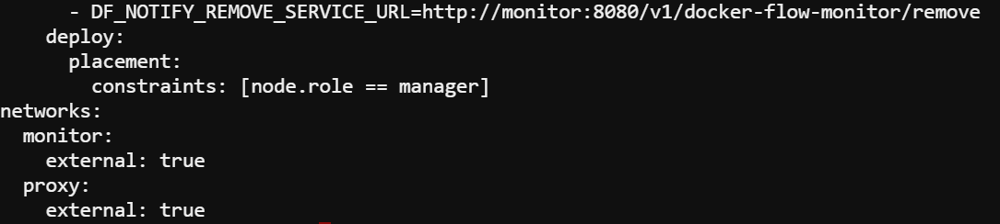 - DF_NOTIFY_REMOVE_SERVICE_URL=http://monitor:8080/v1/docker-flow-monitor/remove
deploy:
placement:
constraints: [node.role == manager]
networks:
monitor:
external: true
proxy:
external: true